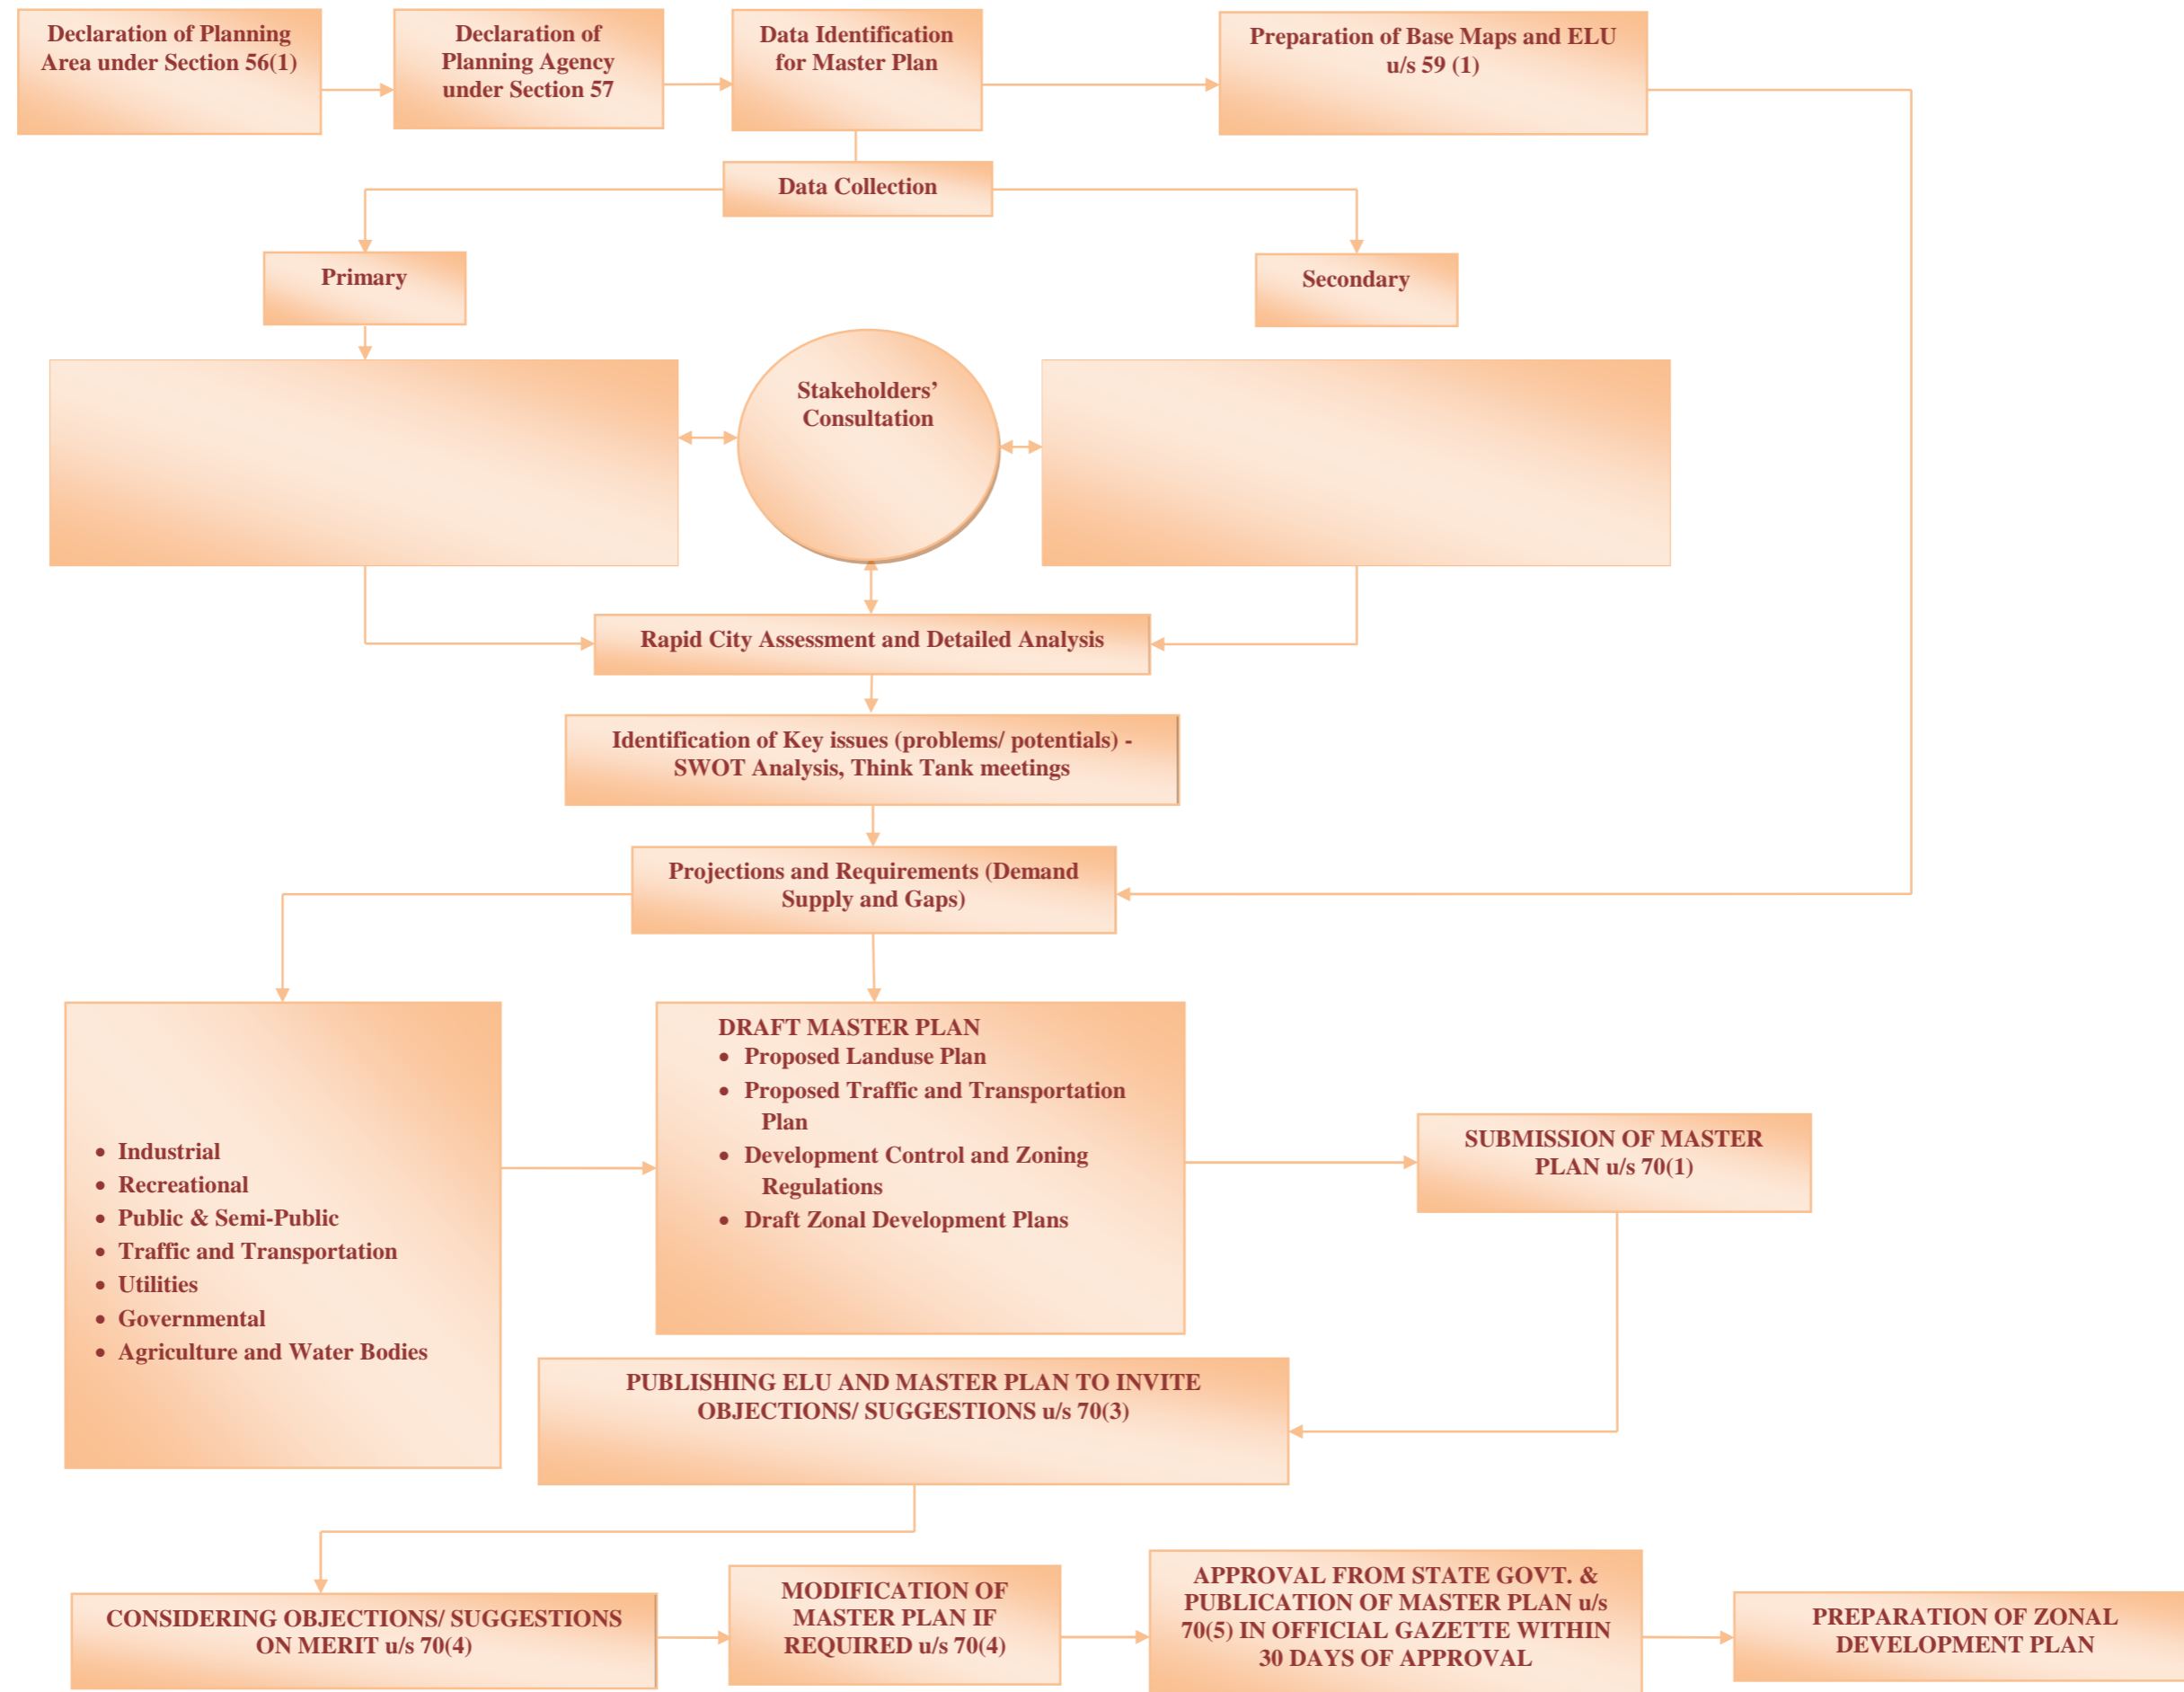 Declaration of Planning
Area under Section 56(1)
Declaration of
Planning Agency
under Section 57
Data Identification
for Master Plan
Preparation of Base Maps and ELU
u/s 59 (1)
Data Collection
Primary
Secondary
Stakeholders’
Consultation
Rapid City Assessment and Detailed Analysis
Identification of Key issues (problems/ potentials) -
SWOT Analysis, Think Tank meetings
Projections and Requirements (Demand
Supply and Gaps)
• Industrial
• Recreational
• Public & Semi-Public
• Traffic and Transportation
• Utilities
• Governmental
• Agriculture and Water Bodies
DRAFT MASTER PLAN
• Proposed Landuse Plan
• Proposed Traffic and Transportation
Plan
• Development Control and Zoning
Regulations
• Draft Zonal Development Plans
SUBMISSION OF MASTER
PLAN u/s 70(1)
PUBLISHING ELU AND MASTER PLAN TO INVITE
OBJECTIONS/ SUGGESTIONS u/s 70(3)
CONSIDERING OBJECTIONS/ SUGGESTIONS
ON MERIT u/s 70(4)
MODIFICATION OF
MASTER PLAN IF
REQUIRED u/s 70(4)
APPROVAL FROM STATE GOVT. &
PUBLICATION OF MASTER PLAN u/s
70(5) IN OFFICIAL GAZETTE WITHIN
30 DAYS OF APPROVAL
PREPARATION OF ZONAL
DEVELOPMENT PLAN